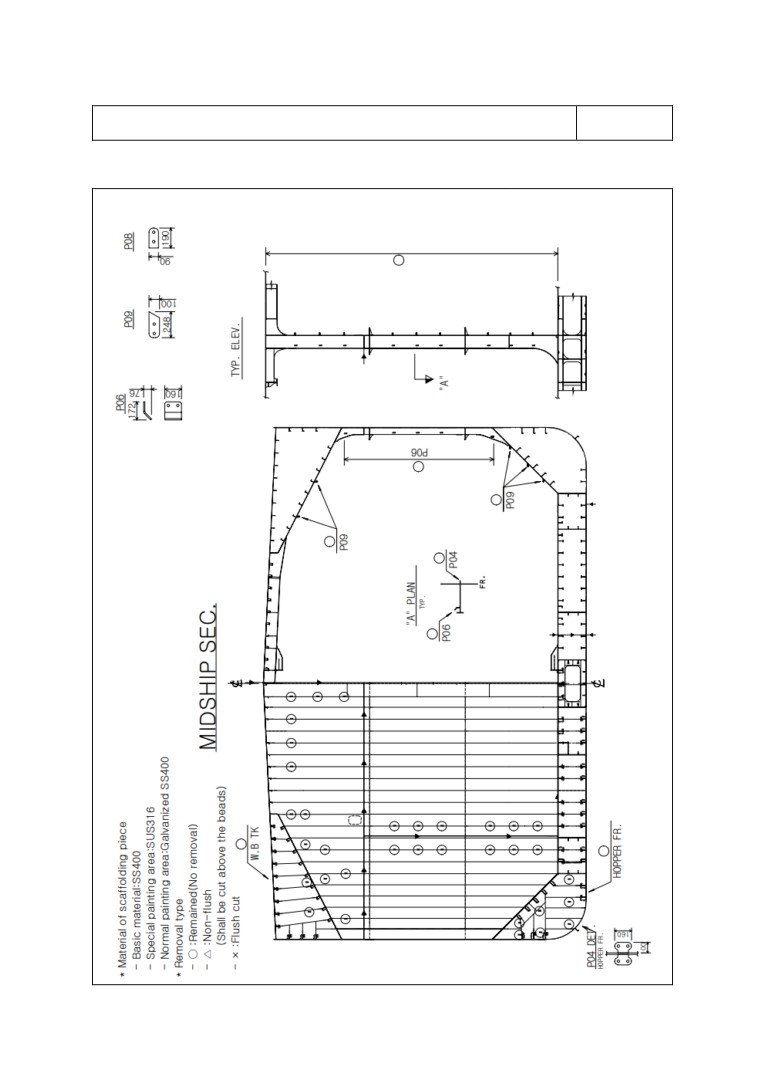 * Material of scaffolding piece
- Basic material:SS400
- Special painting area:SUS316
- Normal painting area:Galvanized SS400
* Removal type
- ○ :Remained(No removal)
- △ :Non-flush
(Shall be cut above the beads)
- × :Flush cut
MIDSHIP SEC.
P06
172
76
160
P09
248
100
P08
190
90
TYP. ELEV.
"A"
W.B TK
P09
P06
P09
"A" PLAN
TYP.
P04
FR.
P06
HOPPER FR.
P04 DET.
HOPPER FR.
160
100